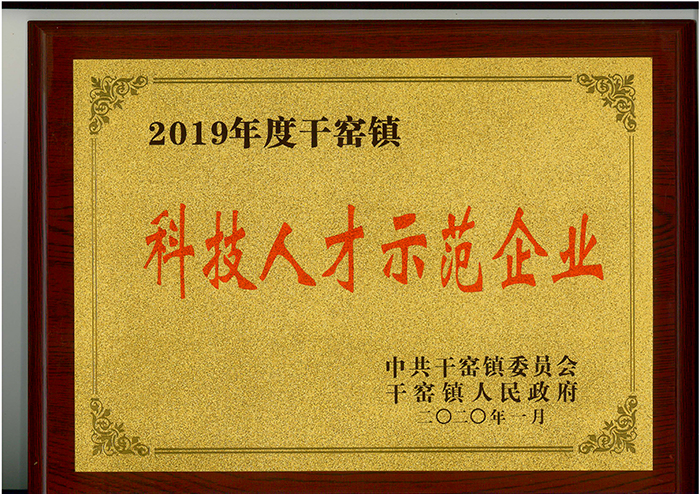 2019年度干窑镇
科技人才示范企业
中共干窑镇委员会
干窑镇人民政府
二〇二〇年一月